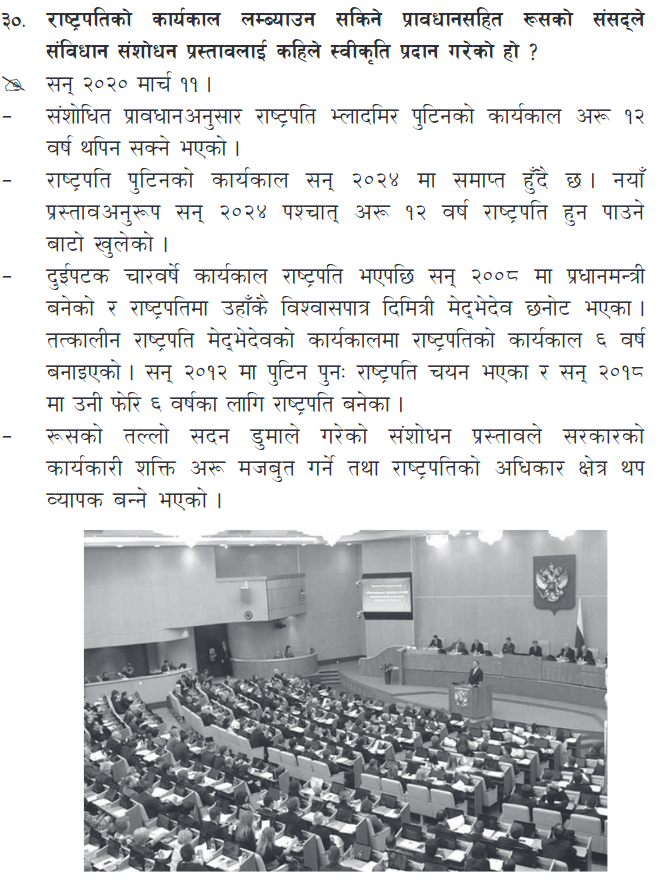 ३०. राष्ट्रपतिको कार्यकाल लम्ब्याउन सकिने प्रावधानसहित रूसको संसद्ले
संविधान संशोधन प्रस्तावलाई कहिले स्वीकृति प्रदान गरेको हो ?
सन् २०२० मार्च ११ ।
– संशोधित प्रावधानअनुसार राष्ट्रपति भ्लादमिर पुटिनको कार्यकाल अरू १२
वर्ष थपिन सक्ने भएको ।
– राष्ट्रपति पुटिनको कार्यकाल सन् २०२४ मा समाप्त हुँदै छ । नयाँ
प्रस्तावअनुरूप सन् २०२४ पश्चात् अरू १२ वर्ष राष्ट्रपति हुन पाउने
बाटो खुलेको ।
– दुईपटक चारवर्षे कार्यकाल राष्ट्रपति भएपछि सन् २००८ मा प्रधानमन्त्री
बनेको र राष्ट्रपतिमा उहाँकै विश्वासपात्र दिमित्री मेद्भेदेव छनोट भएका ।
तत्कालीन राष्ट्रपति मेद्भेदेवको कार्यकालमा राष्ट्रपतिको कार्यकाल ६ वर्ष
बनाइएको । सन् २०१२ मा पुटिन पुनः राष्ट्रपति चयन भएका र सन् २०१८
मा उनी फेरि ६ वर्षका लागि राष्ट्रपति बनेका ।
– रूसको तल्लो सदन डुमाले गरेको संशोधन प्रस्तावले सरकारको
कार्यकारी शक्ति अरू मजबुत गर्ने तथा राष्ट्रपतिको अधिकार क्षेत्र थप
व्यापक बन्ने भएको ।